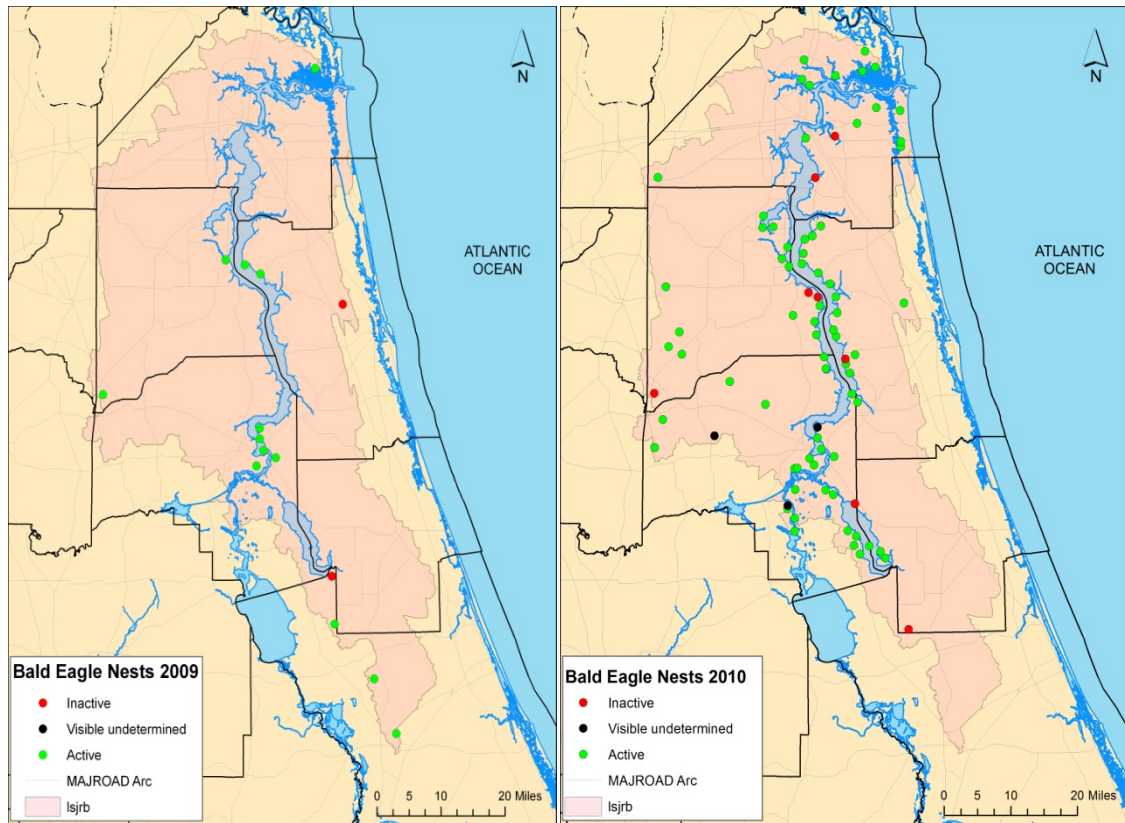 N
ATLANTIC
OCEAN
Bald Eagle Nests 2009
Inactive
Visible undetermined
Active
MAJROAD Arc
lsjrb
0 5 10 20 Miles
N
ATLANTIC
OCEAN
Bald Eagle Nests 2010
Inactive
Visible undetermined
Active
MAJROAD Arc
lsjrb
0 5 10 20 Miles